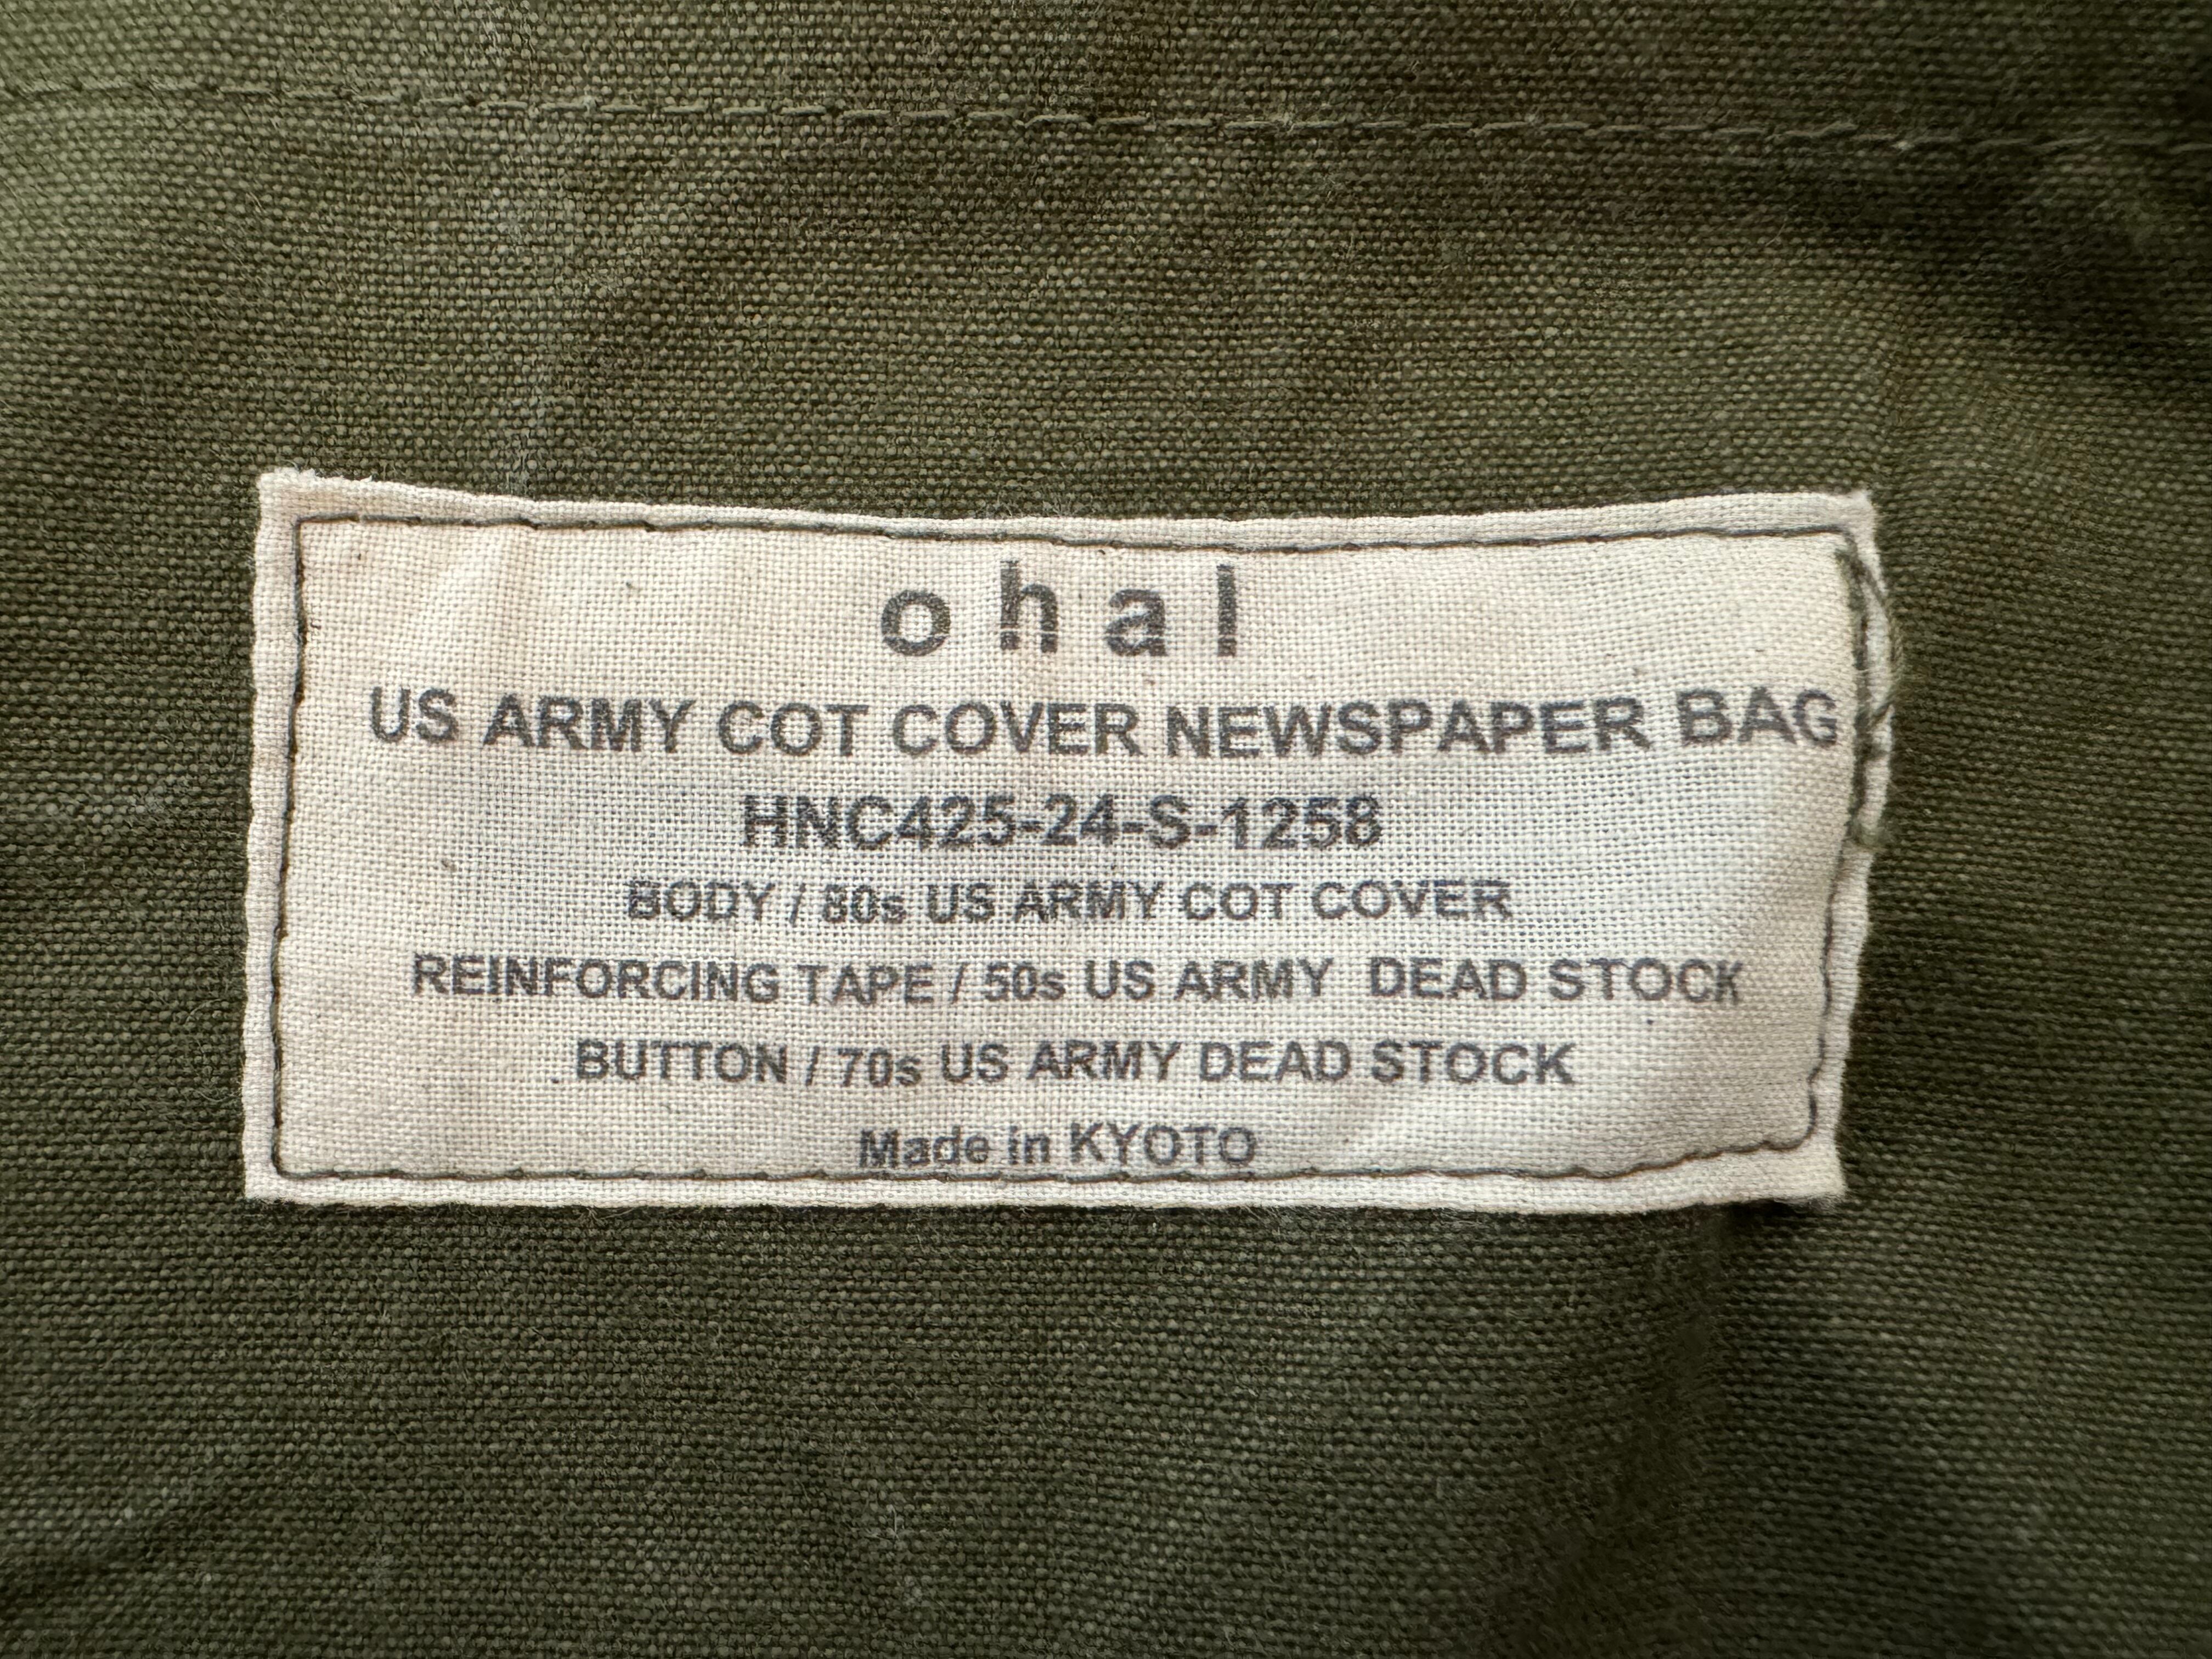 ohal
US ARMY COT COVER NEWSPAPER BAG
HNC425-24-S-1258
BODY / 80s US ARMY COT COVER
REINFORCING TAPE / 50s US ARMY DEAD STOCK
BUTTON / 70s US ARMY DEAD STOCK
Made in KYOTO